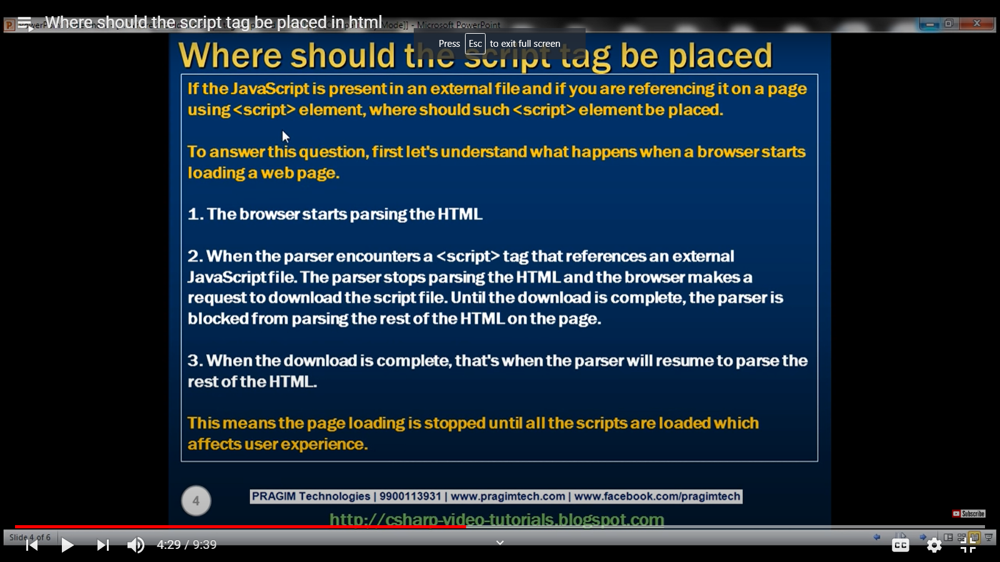 Where should the script tag be placed in html
Mode]] - Microsoft PowerPoint
Press Esc to exit full screen
Where should the script tag be placed
If the JavaScript is present in an external file and if you are referencing it on a page
using <script> element, where should such <script> element be placed.
To answer this question, first let's understand what happens when a browser starts
loading a web page.
1. The browser starts parsing the HTML
2. When the parser encounters a <script> tag that references an external
JavaScript file. The parser stops parsing the HTML and the browser makes a
request to download the script file. Until the download is complete, the parser is
blocked from parsing the rest of the HTML on the page.
3. When the download is complete, that's when the parser will resume to parse the
rest of the HTML.
This means the page loading is stopped until all the scripts are loaded which
affects user experience.
4
PRAGIM Technologies | 9900113931 | www.pragimtech.com | www.facebook.com/pragimtech
http://csharp-video-tutorials.blogspot.com
Subscribe
Slide 4 of 6
4:29 / 9:39
CC